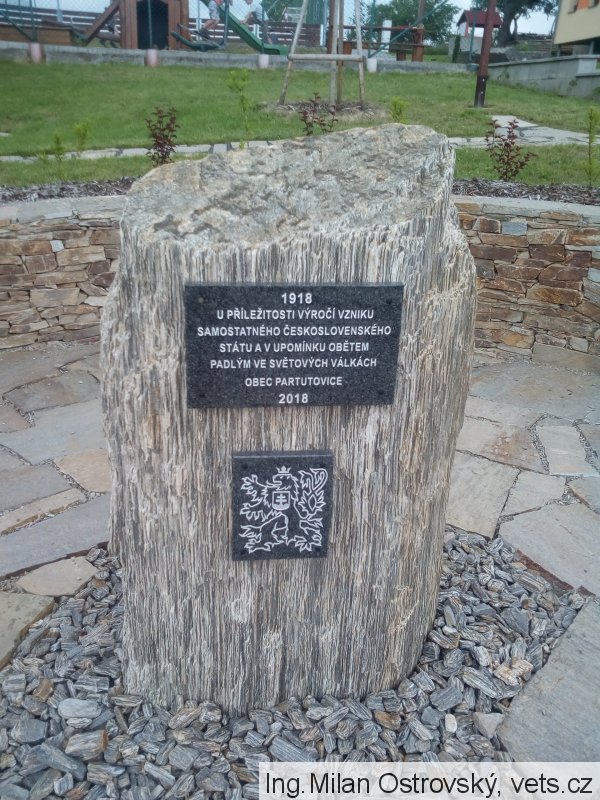 1918
U PŘÍLEŽITOSTI VÝROČÍ VZNIKU
SAMOSTATNÉHO ČESKOSLOVENSKÉHO
STÁTU A V UPOMÍNKU OBĚTEM
PADLÝM VE SVĚTOVÝCH VÁLKÁCH
OBEC PARTUTOVICE
2018
Ing. Milan Ostrovský, vets.cz